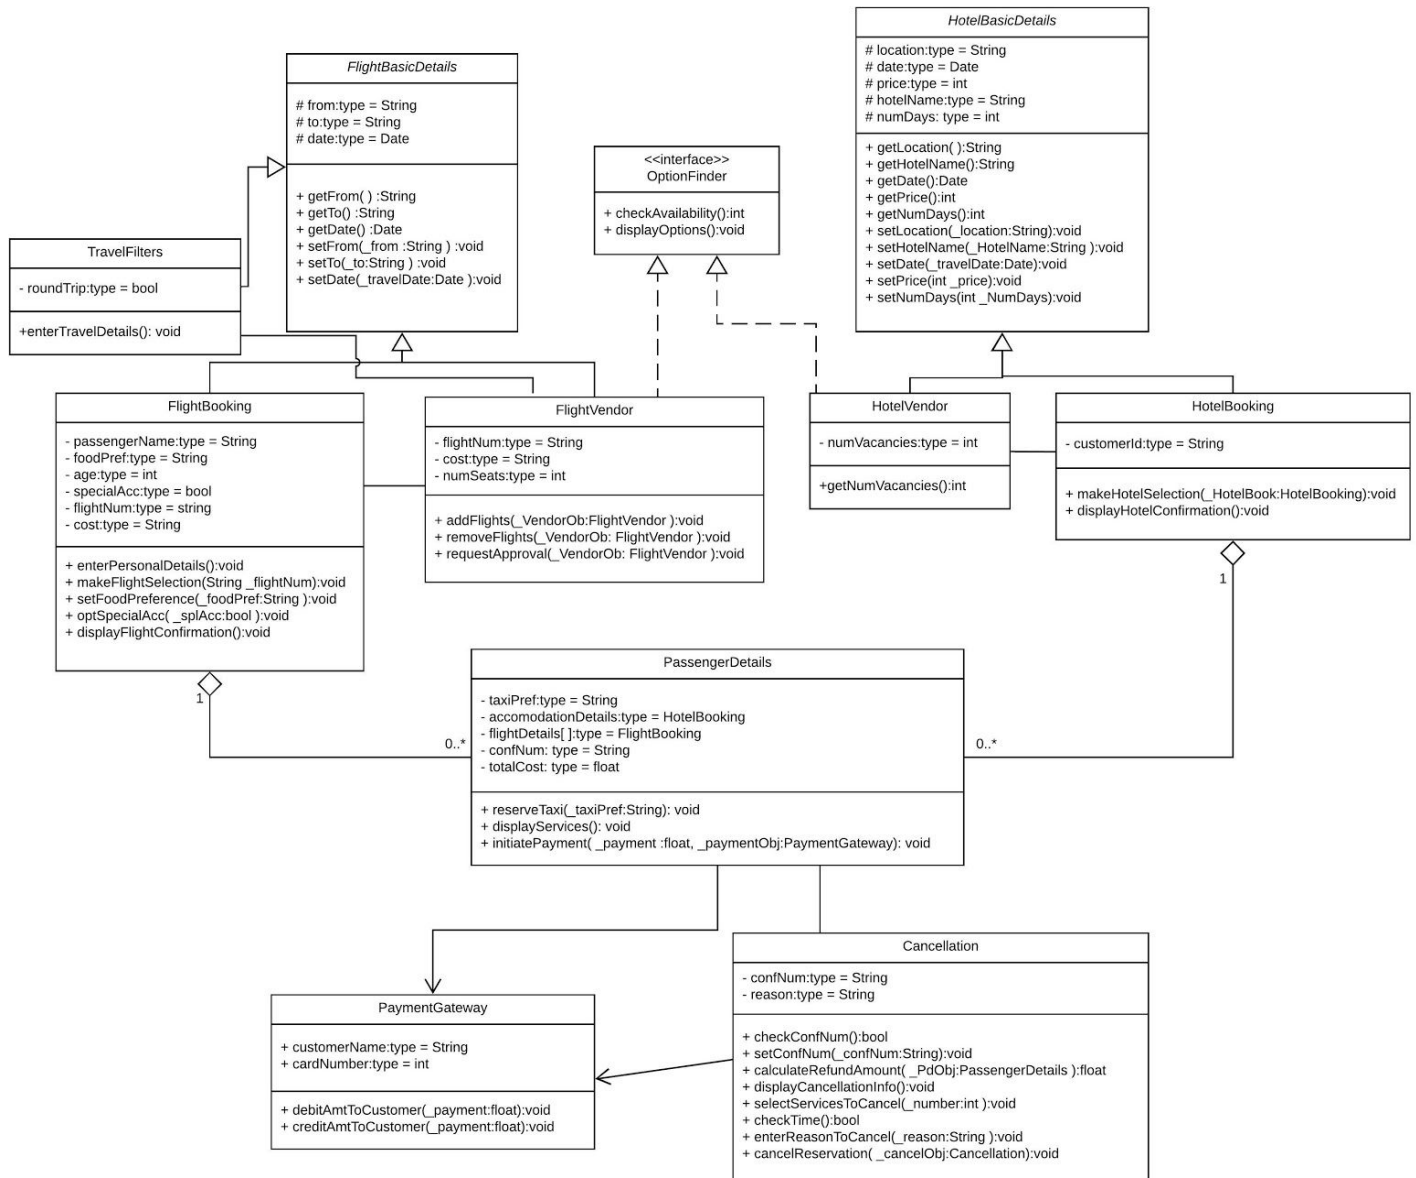 HotelBasicDetails
# location:type = String
# date:type = Date
# price:type = int
# hotelName:type = String
# numDays: type = int
+ getLocation( ):String
+ getHotelName():String
+ getDate():Date
+ getPrice():int
+ getNumDays():int
+ setLocation(_location:String):void
+ setHotelName(_HotelName:String ):void
+ setDate(_travelDate:Date):void
+ setPrice(int _price):void
+ setNumDays(int _NumDays):void
FlightBasicDetails
# from:type = String
# to:type = String
# date:type = Date
+ getFrom( ) :String
+ getTo() :String
+ getDate() :Date
+ setFrom(_from :String ) :void
+ setTo(_to:String ) :void
+ setDate(_travelDate:Date ):void
<<interface>>
OptionFinder
+ checkAvailability():int
+ displayOptions():void
TravelFilters
- roundTrip:type = bool
+enterTravelDetails(): void
FlightBooking
- passengerName:type = String
- foodPref:type = String
- age:type = int
- specialAcc:type = bool
- flightNum:type = string
- cost:type = String
+ enterPersonalDetails():void
+ makeFlightSelection(String _flightNum):void
+ setFoodPreference(_foodPref:String ):void
+ optSpecialAcc( _splAcc:bool ):void
+ displayFlightConfirmation():void
FlightVendor
- flightNum:type = String
- cost:type = String
- numSeats:type = int
+ addFlights(_VendorOb:FlightVendor ):void
+ removeFlights(_VendorOb: FlightVendor ):void
+ requestApproval(_VendorOb: FlightVendor ):void
HotelVendor
- numVacancies:type = int
+getNumVacancies():int
HotelBooking
- customerId:type = String
+ makeHotelSelection(_HotelBook:HotelBooking):void
+ displayHotelConfirmation():void
1
1
0..*
0..*
PassengerDetails
- taxiPref:type = String
- accomodationDetails:type = HotelBooking
- flightDetails[ ]:type = FlightBooking
- confNum: type = String
- totalCost: type = float
+ reserveTaxi(_taxiPref:String): void
+ displayServices(): void
+ initiatePayment( _payment :float, _paymentObj:PaymentGateway): void
PaymentGateway
+ customerName:type = String
+ cardNumber:type = int
+ debitAmtToCustomer(_payment:float):void
+ creditAmtToCustomer(_payment:float):void
Cancellation
- confNum:type = String
- reason:type = String
+ checkConfNum():bool
+ setConfNum(_confNum:String):void
+ calculateRefundAmount( _PdObj:PassengerDetails ):float
+ displayCancellationInfo():void
+ selectServicesToCancel(_number:int ):void
+ checkTime():bool
+ enterReasonToCancel(_reason:String ):void
+ cancelReservation( _cancelObj:Cancellation):void